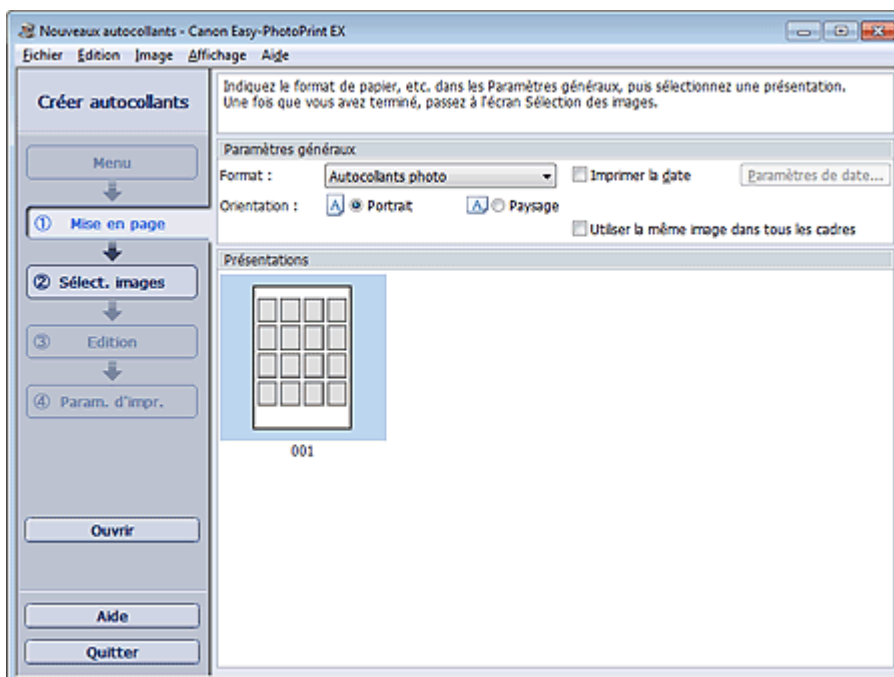 Nouveaux autocollants - Canon Easy-PhotoPrint EX
Fichier Edition Image Affichage Aide
Créer autocollants
Indiquez le format de papier, etc. dans les Paramètres généraux, puis sélectionnez une présentation.
Une fois que vous avez terminé, passez à l'écran Sélection des images.
Menu
① Mise en page
② Sélect. images
③ Edition
④ Param. d'impr.
Ouvrir
Aide
Quitter
Paramètres généraux
Format : Autocollants photo Imprimer la date Paramètres de date...
Orientation : A Portrait A Paysage
Utiliser la même image dans tous les cadres
Présentations
001